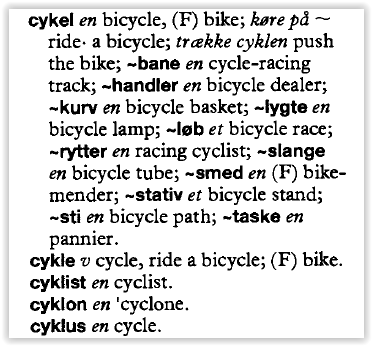 cykel en bicycle, (F) bike; køre på ~
ride· a bicycle; trække cyklen push
the bike; ~bane en cycle-racing
track; ~handler en bicycle dealer;
~kurv en bicycle basket; ~lygte en
bicycle lamp; ~løb et bicycle race;
~rytter en racing cyclist; ~slange
en bicycle tube; ~smed en (F) bike-
mender; ~stativ et bicycle stand;
~sti en bicycle path; ~taske en
pannier.
cykle v cycle, ride a bicycle; (F) bike.
cyklist en cyclist.
cyklon en 'cyclone.
cyklus en cycle.